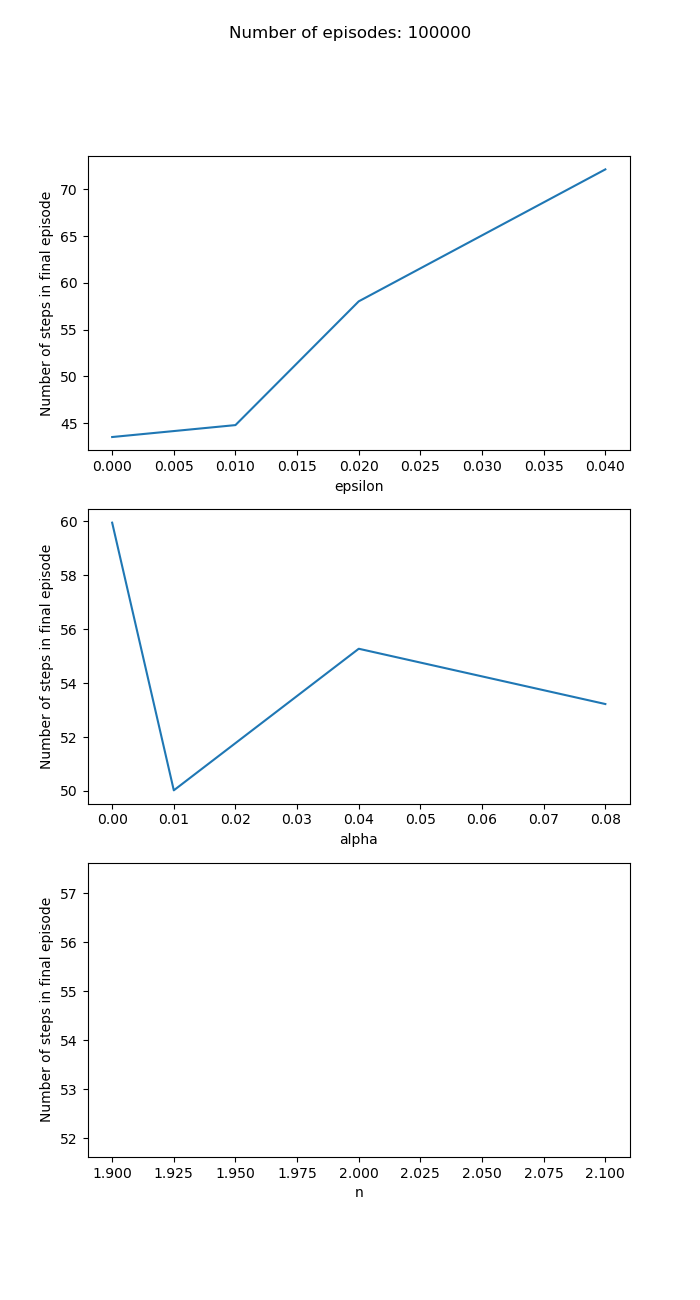 Number of episodes: 100000
70
65
60
55
50
45
Number of steps in final episode
0.000 0.005 0.010 0.015 0.020 0.025 0.030 0.035 0.040
epsilon
60
58
56
54
52
50
Number of steps in final episode
0.00 0.01 0.02 0.03 0.04 0.05 0.06 0.07 0.08
alpha
57
56
55
54
53
52
Number of steps in final episode
1.900 1.925 1.950 1.975 2.000 2.025 2.050 2.075 2.100
n